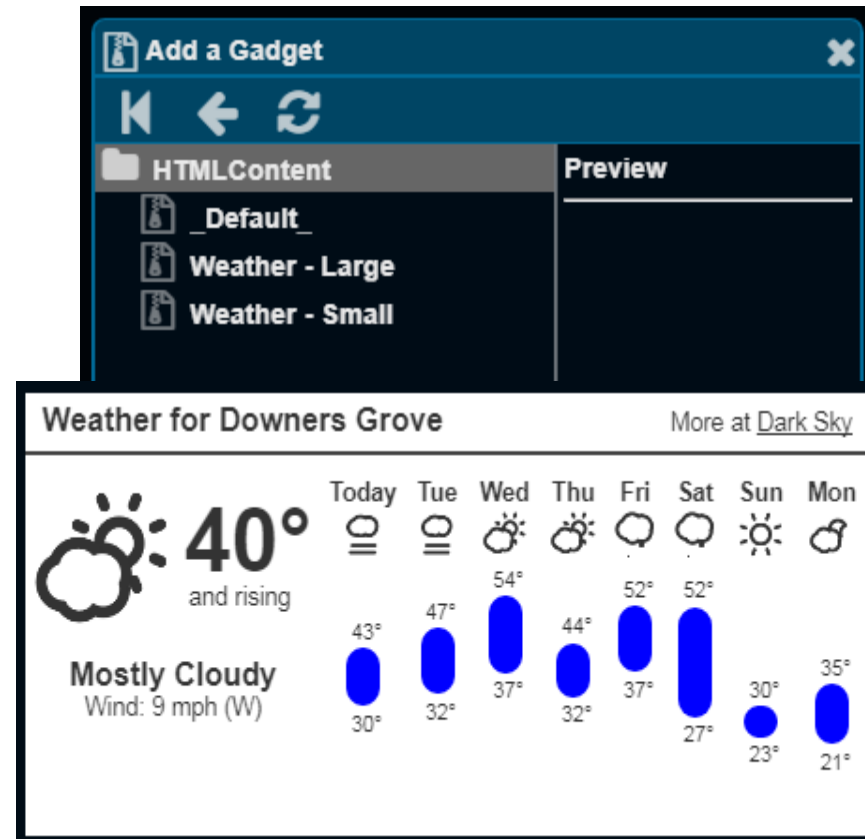 Add a Gadget
HTMLContent
Preview
_Default_
Weather - Large
Weather - Small
Weather for Downers Grove
More at Dark Sky
40°
and rising
Mostly Cloudy
Wind: 9 mph (W)
Today Tue Wed Thu Fri Sat Sun Mon
43° 47° 54° 44° 52° 52° 30° 35°
30° 32° 37° 32° 37° 27° 23° 21°